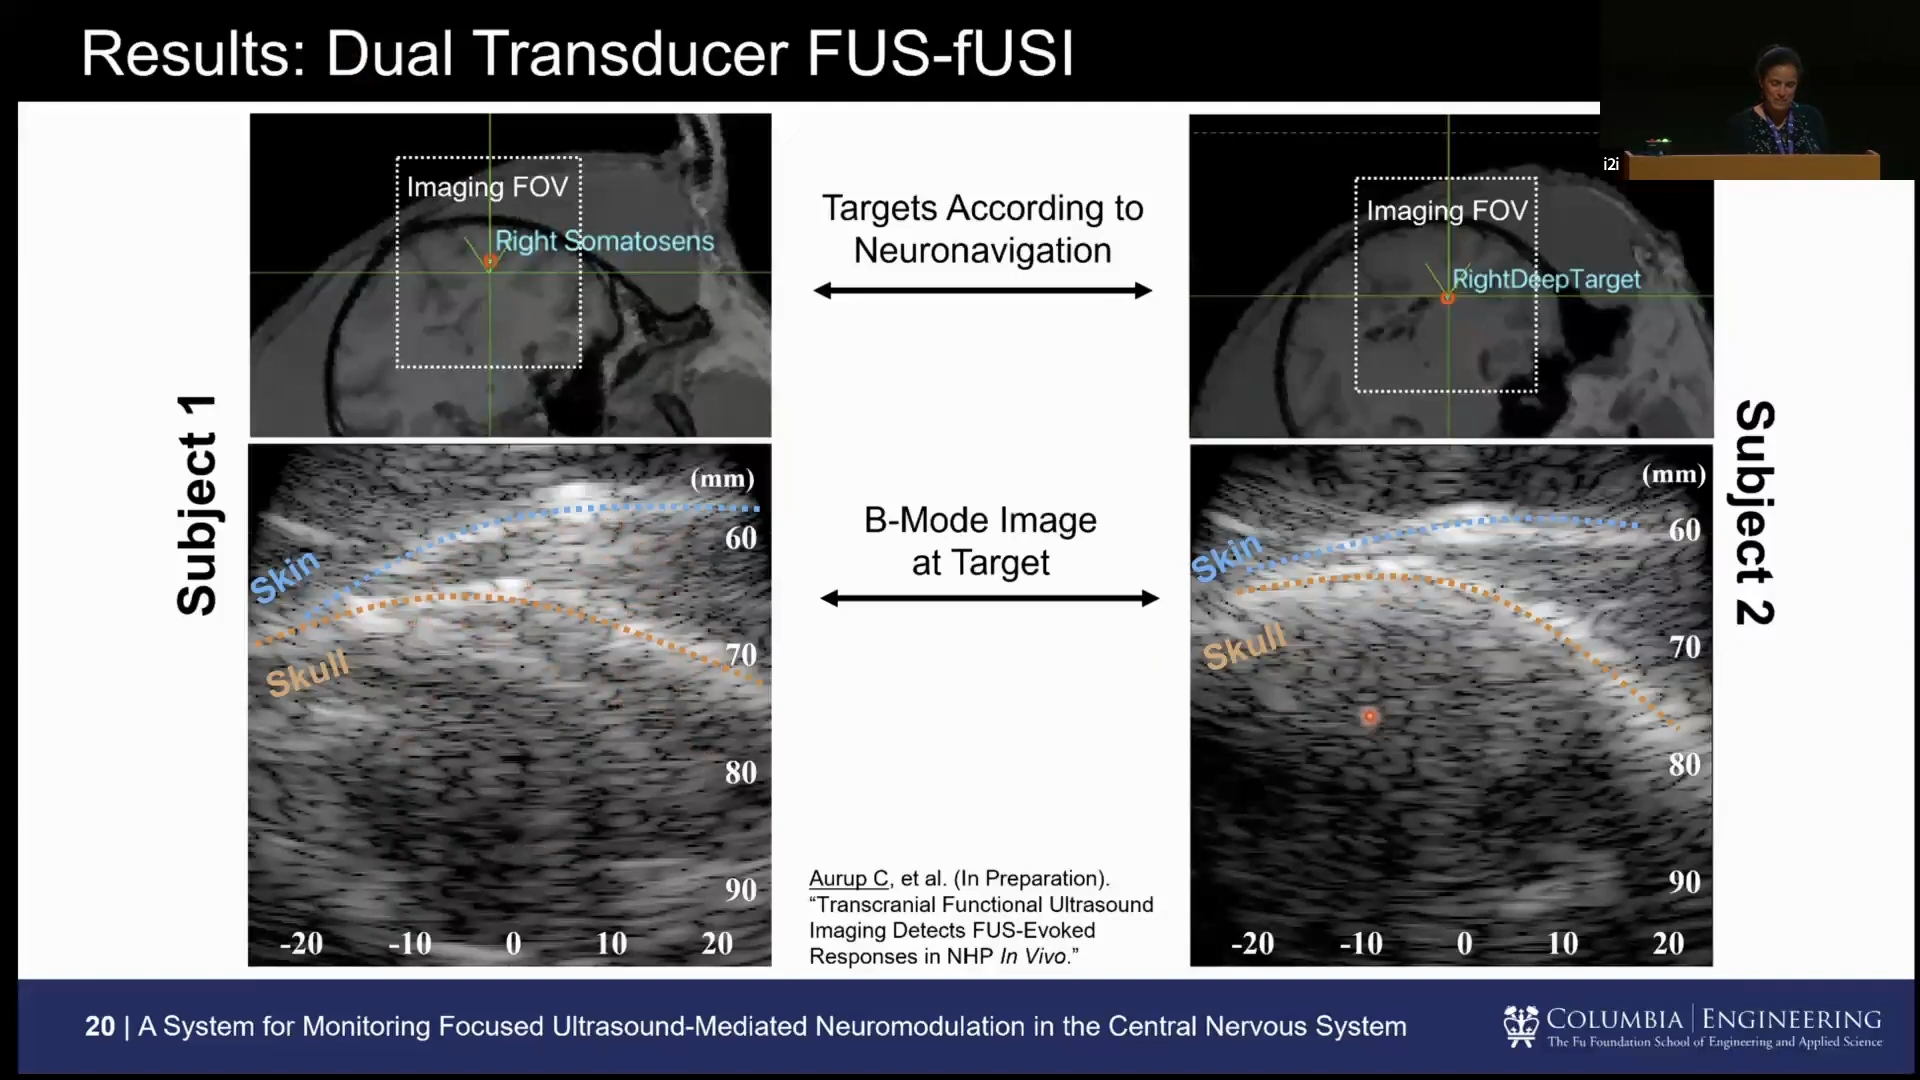 Results: Dual Transducer FUS-fUSI
i2i
Imaging FOV
Right Somatosens
Targets According to
Neuronavigation
Imaging FOV
RightDeepTarget
Subject 1
Subject 2
(mm)
60
70
80
90
-20 -10 0 10 20
Skin
Skull
B-Mode Image
at Target
(mm)
60
70
80
90
-20 -10 0 10 20
Skin
Skull
Aurup C, et al. (In Preparation).
“Transcranial Functional Ultrasound
Imaging Detects FUS-Evoked
Responses in NHP In Vivo.”
20 | A System for Monitoring Focused Ultrasound-Mediated Neuromodulation in the Central Nervous System
COLUMBIA | ENGINEERING
The Fu Foundation School of Engineering and Applied Science